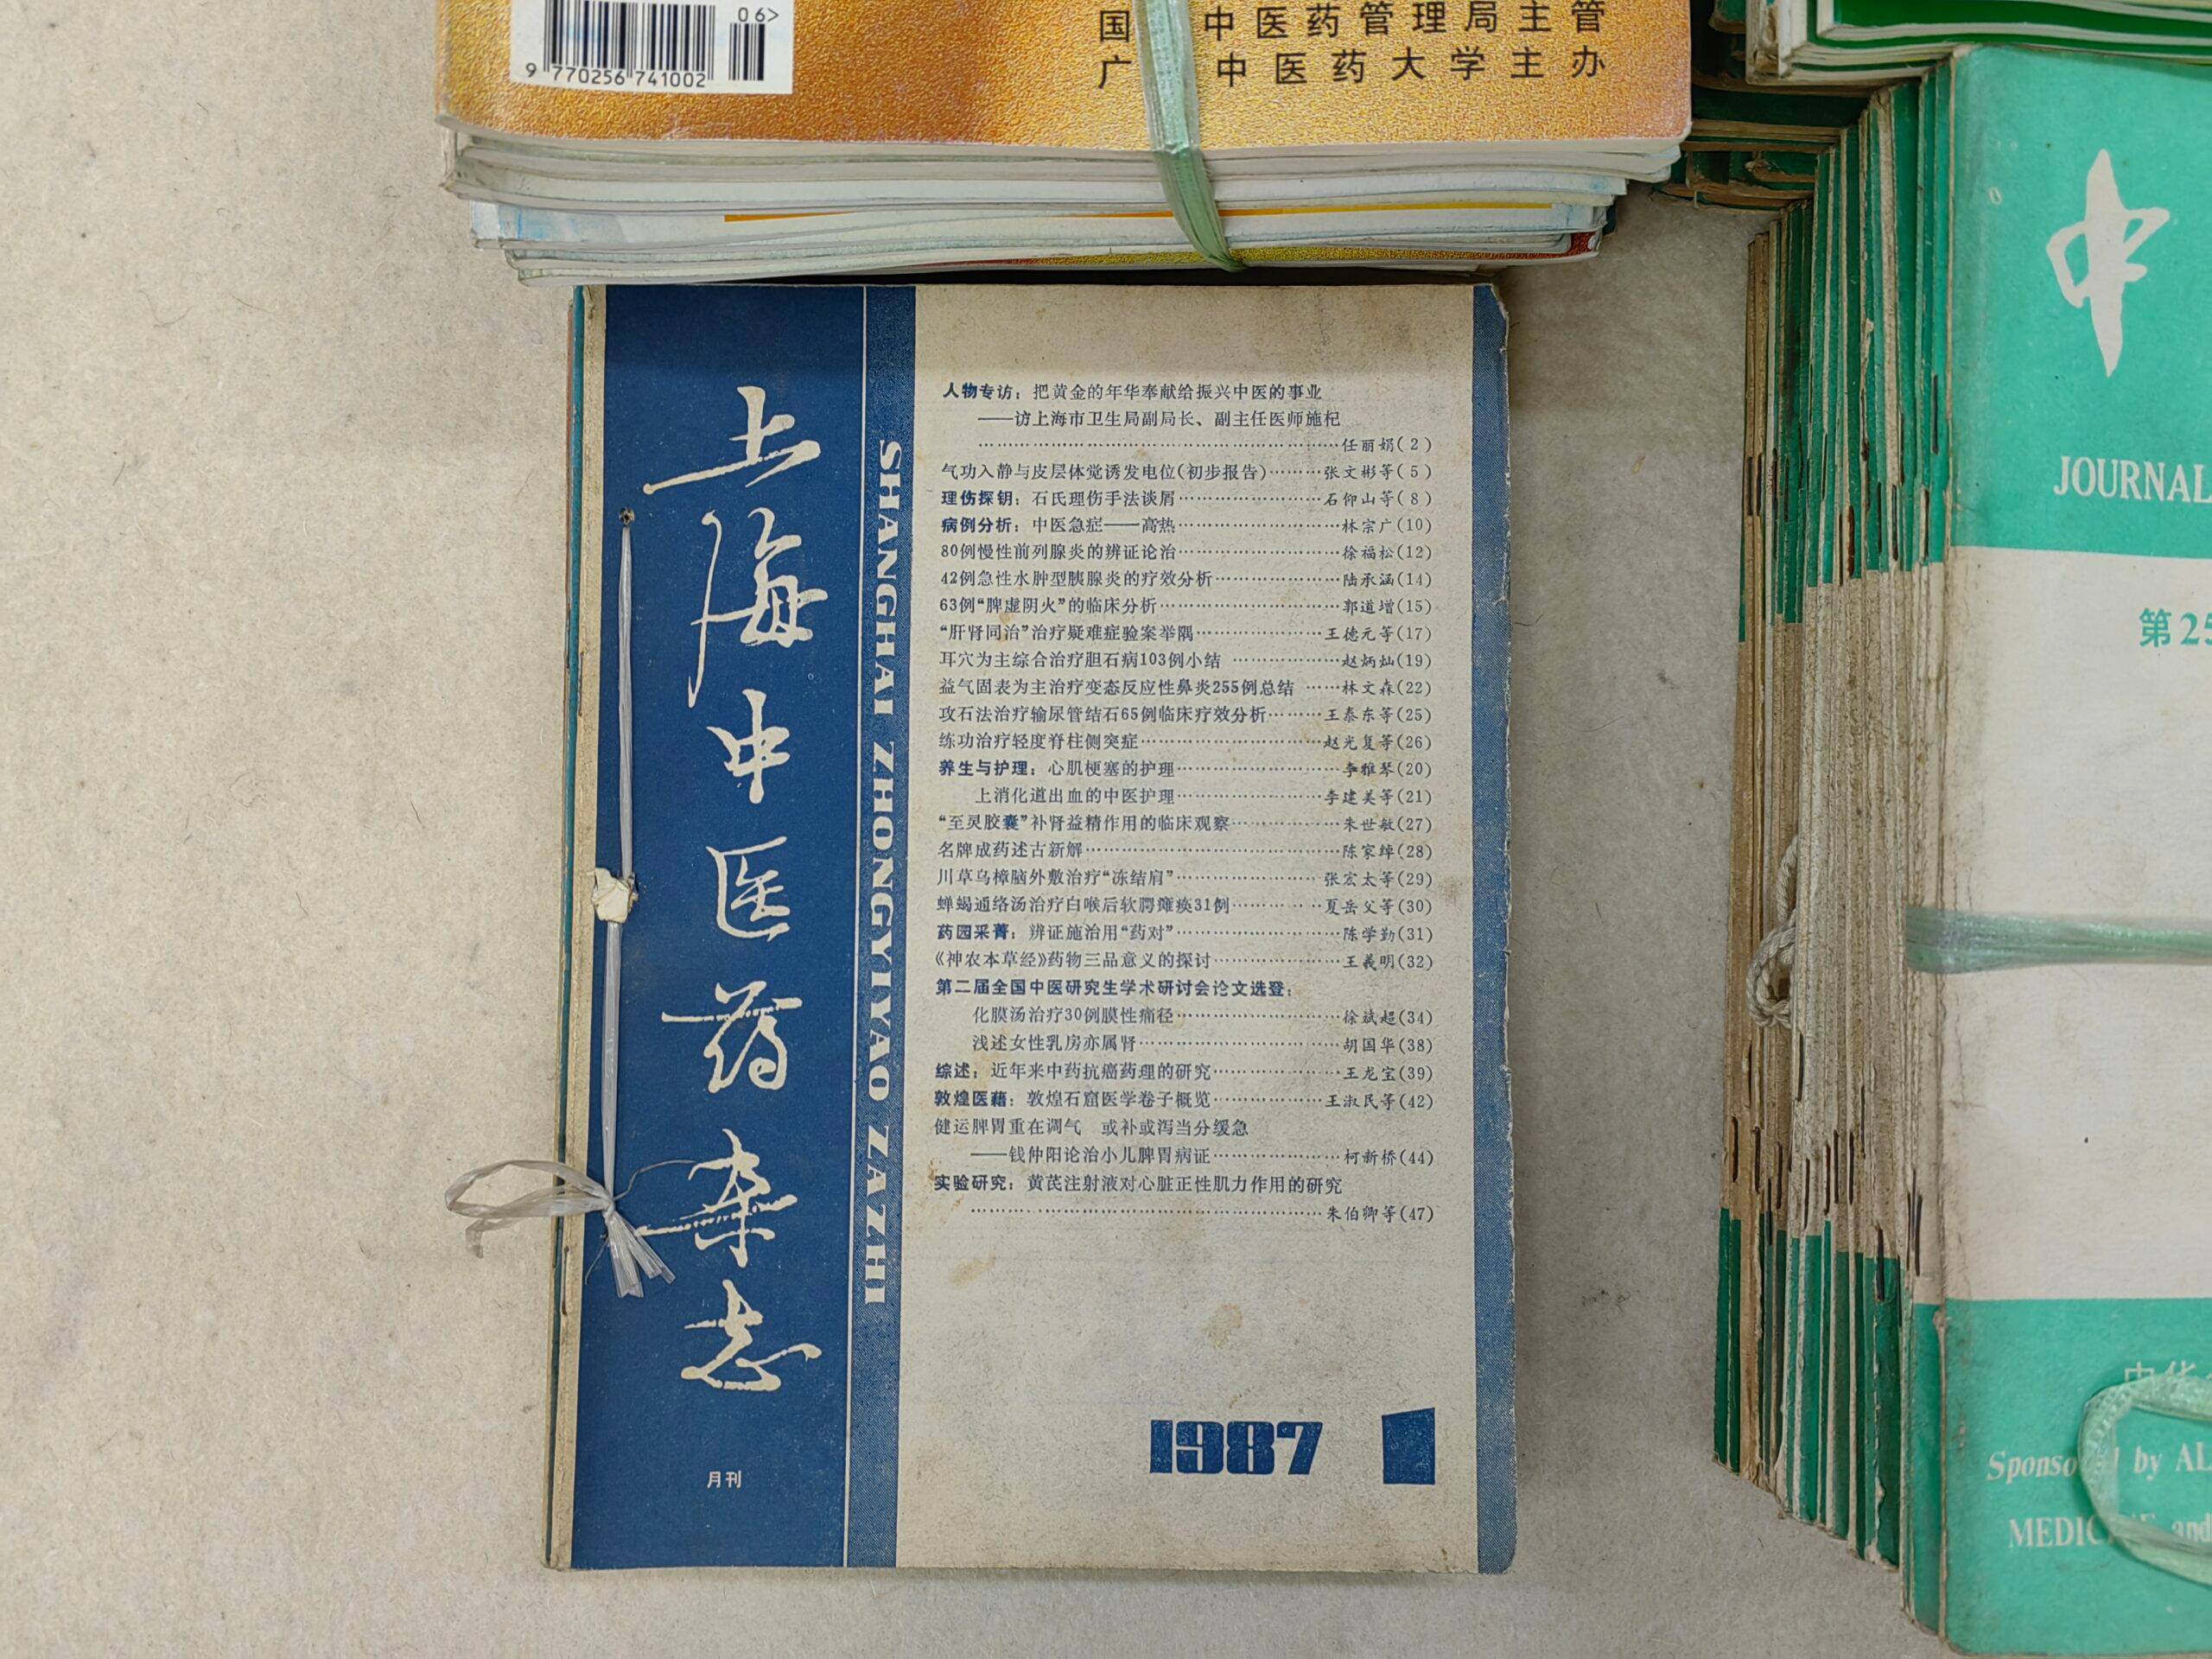 06>
9 770256 741002
国 中医药管理局主管
广 中医药大学主办
上海中医药杂志
SHANGHAI ZHONGYIYAO ZAZHI
月刊
人物专访：把黄金的年华奉献给振兴中医的事业
——访上海市卫生局副局长、副主任医师施杞
………………………………………………任丽娟(2)
气功入静与皮层体觉诱发电位(初步报告)………张文彬等(5)
理伤探钥：石氏理伤手法谈屑……………………石仰山等(8)
病例分析：中医急症——高热………………………林宗广(10)
80例慢性前列腺炎的辨证论治………………………徐福松(12)
42例急性水肿型胰腺炎的疗效分析…………………陆承涵(14)
63例“脾虚阴火”的临床分析…………………………郭道增(15)
“肝肾同治”治疗疑难症验案举隅…………………王德元等(17)
耳穴为主综合治疗胆石病103例小结………………赵炳灿(19)
益气固表为主治疗变态反应性鼻炎255例总结……林文森(22)
攻石法治疗输尿管结石65例临床疗效分析………王泰东等(25)
练功治疗轻度脊柱侧突症…………………………赵光复等(26)
养生与护理：心肌梗塞的护理………………………李雅琴(20)
上消化道出血的中医护理……………………李建美等(21)
“至灵胶囊”补肾益精作用的临床观察………………朱世敏(27)
名牌成药述古新解……………………………………陈家绰(28)
川草乌樟脑外敷治疗“冻结肩”……………………张宏太等(29)
蝉蝎通络汤治疗白喉后软腭瘫痪31例……………夏岳父等(30)
药园采菁：辨证施治用“药对”………………………陈学勤(31)
《神农本草经》药物三品意义的探讨…………………王義明(32)
第二届全国中医研究生学术研讨会论文选登：
化膜汤治疗30例膜性痛径………………………徐斌超(34)
浅述女性乳房亦属肾……………………………胡国华(38)
综述：近年来中药抗癌药理的研究…………………王龙宝(39)
敦煌医藉：敦煌石窟医学卷子概览………………王淑民等(42)
健运脾胃重在调气　或补或泻当分缓急
——钱仲阳论治小儿脾胃病证…………………柯新桥(44)
实验研究：黄芪注射液对心脏正性肌力作用的研究
………………………………………………朱伯卿等(47)
1987 1
中
JOURNAL
第25
中华
by AL
and